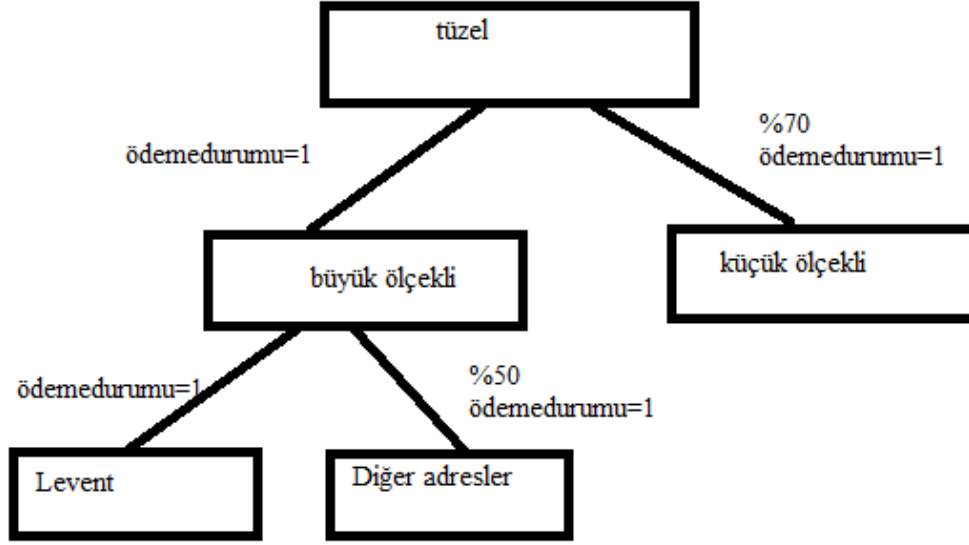 tüzel
ödemedurumu=1
%70
ödemedurumu=1
büyük ölçekli
küçük ölçekli
ödemedurumu=1
%50
ödemedurumu=1
Levent
Diğer adresler